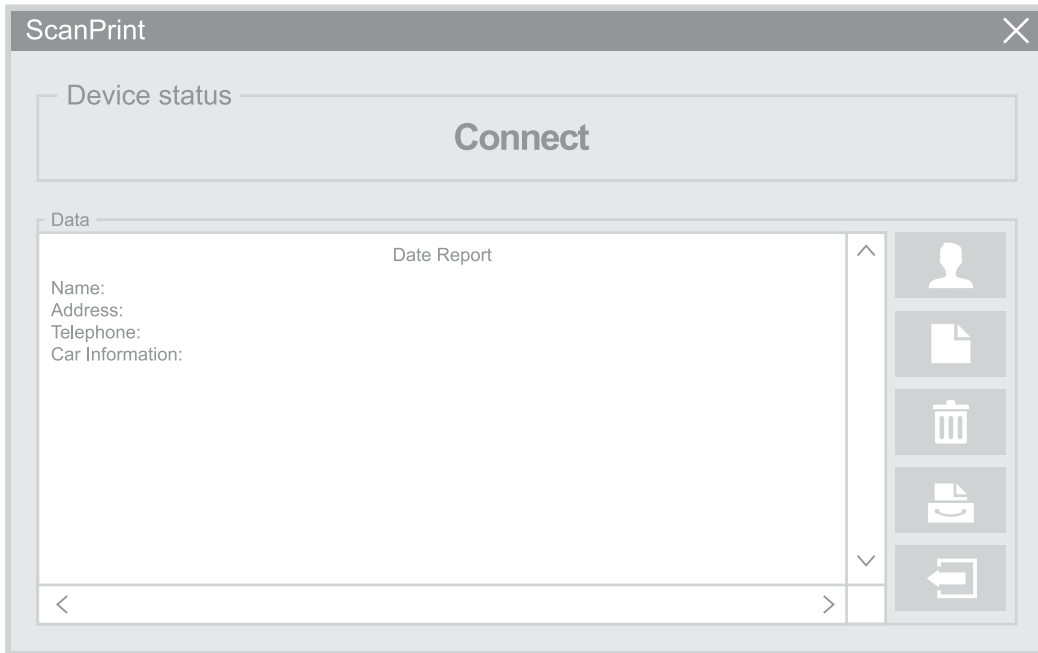 ScanPrint
Device status
Connect
Data
Date Report
Name:
Address:
Telephone:
Car Information: